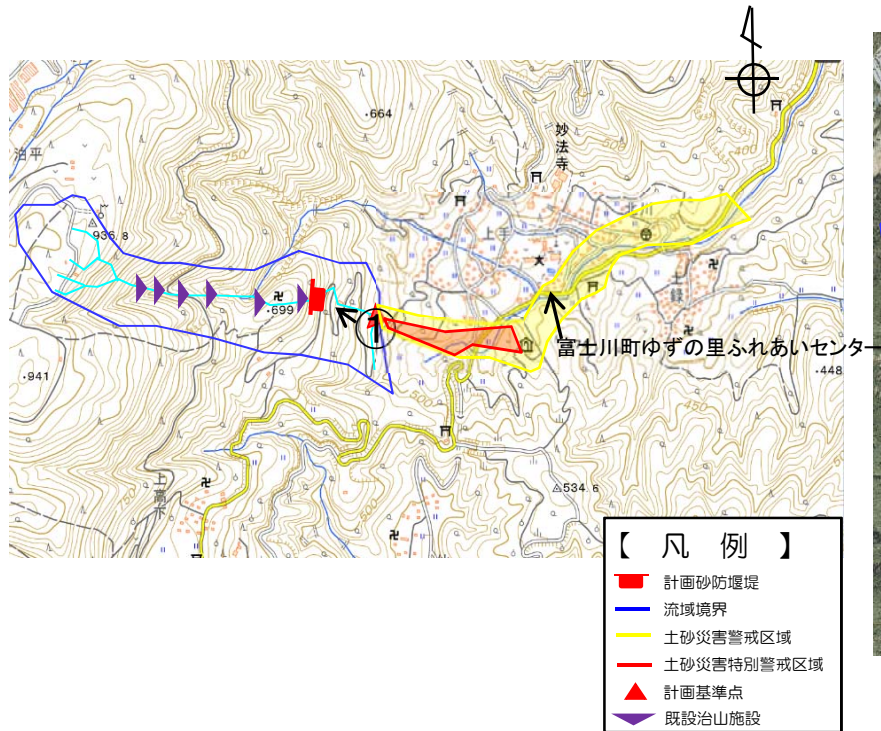 ・664
妙法寺
泊平
750
500
400
上手
936.8
・699
1
富士川町ゆずの里ふれあいセンター
・941
500
・448
450
534.6
500
上高下
【 凡 例 】
計画砂防堰堤
流域境界
土砂災害警戒区域
土砂災害特別警戒区域
計画基準点
既設治山施設